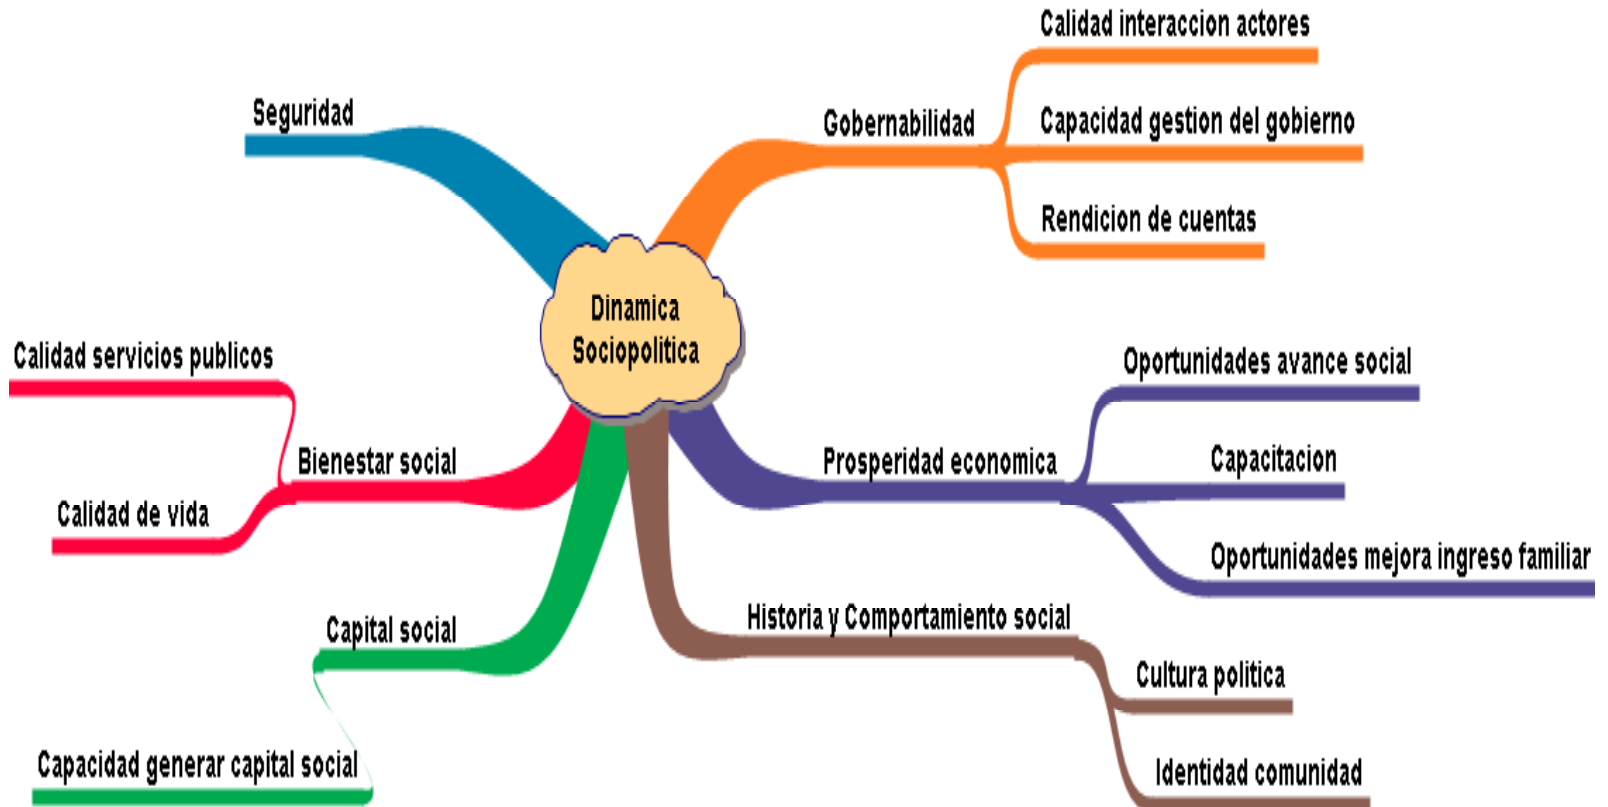 Calidad interaccion actores
Seguridad
Gobernabilidad
Capacidad gestion del gobierno
Rendicion de cuentas
Dinamica
Sociopolitica
Calidad servicios publicos
Oportunidades avance social
Bienestar social
Prosperidad economica
Capacitacion
Calidad de vida
Oportunidades mejora ingreso familiar
Capital social
Historia y Comportamiento social
Cultura politica
Capacidad generar capital social
Identidad comunidad